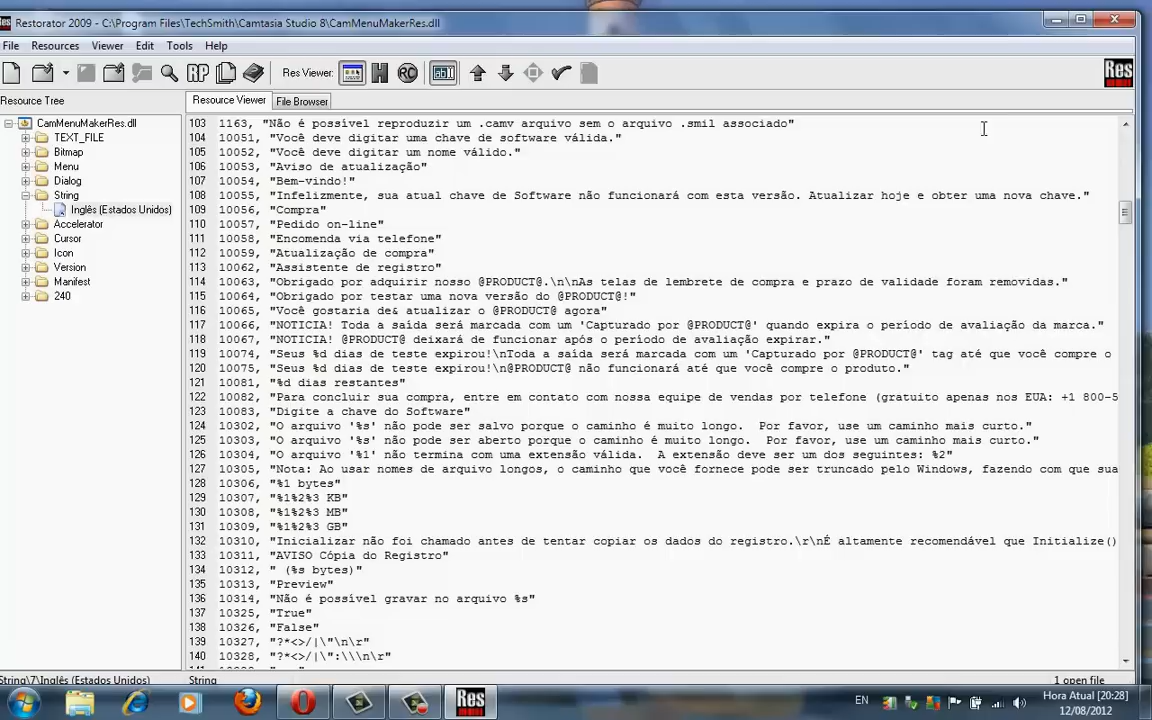 Restorator 2009 - C:\Program Files\TechSmith\Camtasia Studio 8\CamMenuMakerRes.dll
File Resources Viewer Edit Tools Help
Res Viewer:
Resource Tree
Resource Viewer File Browser
CamMenuMakerRes.dll
TEXT_FILE
Bitmap
Menu
Dialog
String
Inglês (Estados Unidos)
Accelerator
Cursor
Icon
Version
Manifest
240
103 1163, "Não é possível reproduzir um .camv arquivo sem o arquivo .smil associado"
104 10051, "Você deve digitar uma chave de software válida."
105 10052, "Você deve digitar um nome válido."
106 10053, "Aviso de atualização"
107 10054, "Bem-vindo!"
108 10055, "Infelizmente, sua atual chave de Software não funcionará com esta versão. Atualizar hoje e obter uma nova chave."
109 10056, "Compra"
110 10057, "Pedido on-line"
111 10058, "Encomenda via telefone"
112 10059, "Atualização de compra"
113 10062, "Assistente de registro"
114 10063, "Obrigado por adquirir nosso @PRODUCT@.\n\nAs telas de lembrete de compra e prazo de validade foram removidas."
115 10064, "Obrigado por testar uma nova versão do @PRODUCT@!"
116 10065, "Você gostaria de& atualizar o @PRODUCT@ agora"
117 10066, "NOTICIA! Toda a saída será marcada com um 'Capturado por @PRODUCT@' quando expira o período de avaliação da marca."
118 10067, "NOTICIA! @PRODUCT@ deixará de funcionar após o período de avaliação expirar."
119 10074, "Seus %d dias de teste expirou!\nToda a saída será marcada com um 'Capturado por @PRODUCT@' tag até que você compre o
120 10075, "Seus %d dias de teste expirou!\n@PRODUCT@ não funcionará até que você compre o produto."
121 10081, "%d dias restantes"
122 10082, "Para concluir sua compra, entre em contato com nossa equipe de vendas por telefone (gratuito apenas nos EUA: +1 800-5
123 10083, "Digite a chave do Software"
124 10302, "O arquivo '%s' não pode ser salvo porque o caminho é muito longo.  Por favor, use um caminho mais curto."
125 10303, "O arquivo '%s' não pode ser aberto porque o caminho é muito longo.  Por favor, use um caminho mais curto."
126 10304, "O arquivo '%1' não termina com uma extensão válida.  A extensão deve ser um dos seguintes: %2"
127 10305, "Nota: Ao usar nomes de arquivo longos, o caminho que você fornece pode ser truncado pelo Windows, fazendo com que sua
128 10306, "%1 bytes"
129 10307, "%1%2%3 KB"
130 10308, "%1%2%3 MB"
131 10309, "%1%2%3 GB"
132 10310, "Inicializar não foi chamado antes de tentar copiar os dados do registro.\r\nÉ altamente recomendável que Initialize()
133 10311, "AVISO Cópia do Registro"
134 10312, " (%s bytes)"
135 10313, "Preview"
136 10314, "Não é possível gravar no arquivo %s"
137 10325, "True"
138 10326, "False"
139 10327, "?*<>/|\"\n\r"
140 10328, "?*<>/|\":\\\n\r"
String\7\Inglês (Estados Unidos) String 1 open file
EN Hora Atual [20:28]
12/08/2012